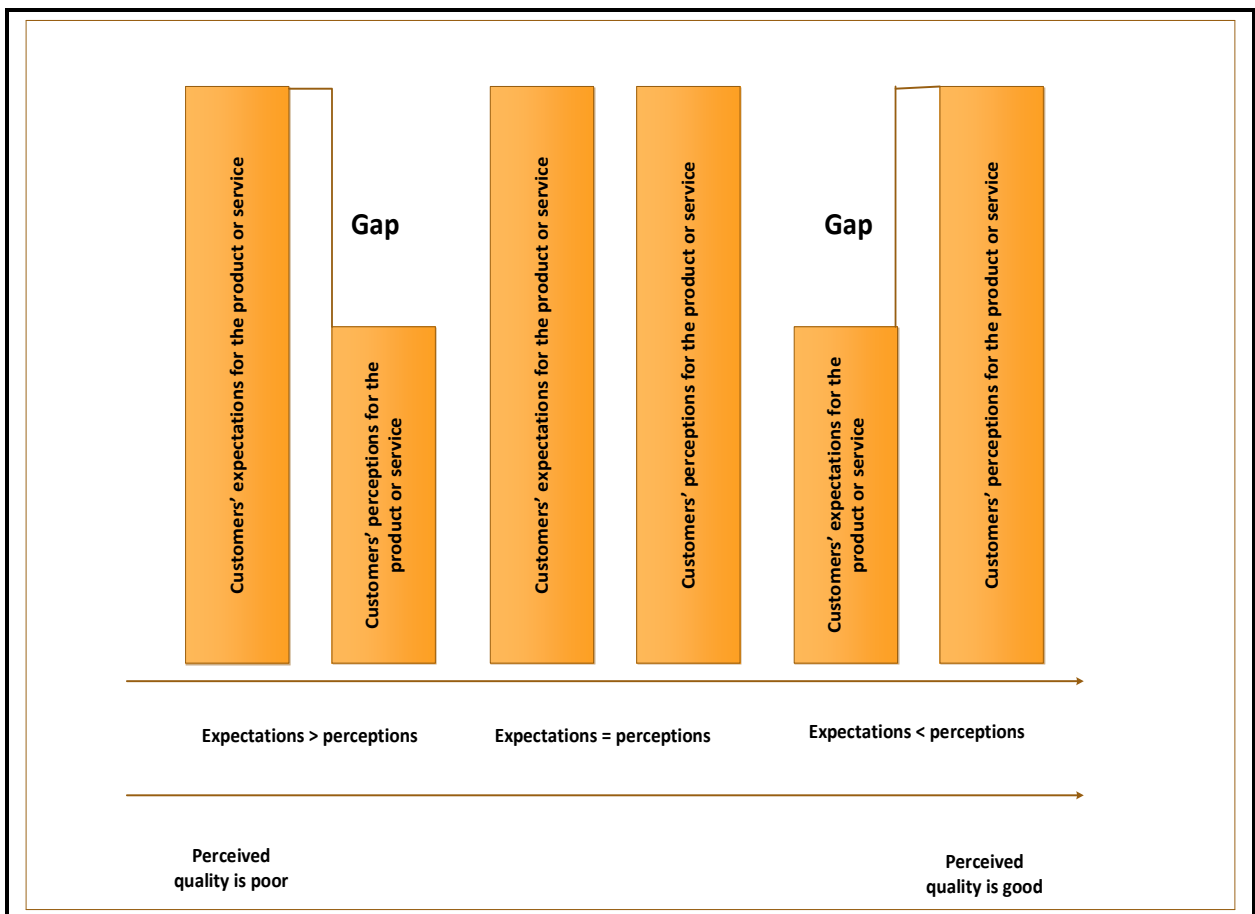 Customers’ expectations for the product or service
Gap
Customers’ perceptions for the
product or service
Customers’ expectations for the product or service
Customers’ perceptions for the product or service
Gap
Customers’ expectations for the
product or service
Customers’ perceptions for the product or service
Expectations > perceptions
Expectations = perceptions
Expectations < perceptions
Perceived
quality is poor
Perceived
quality is good